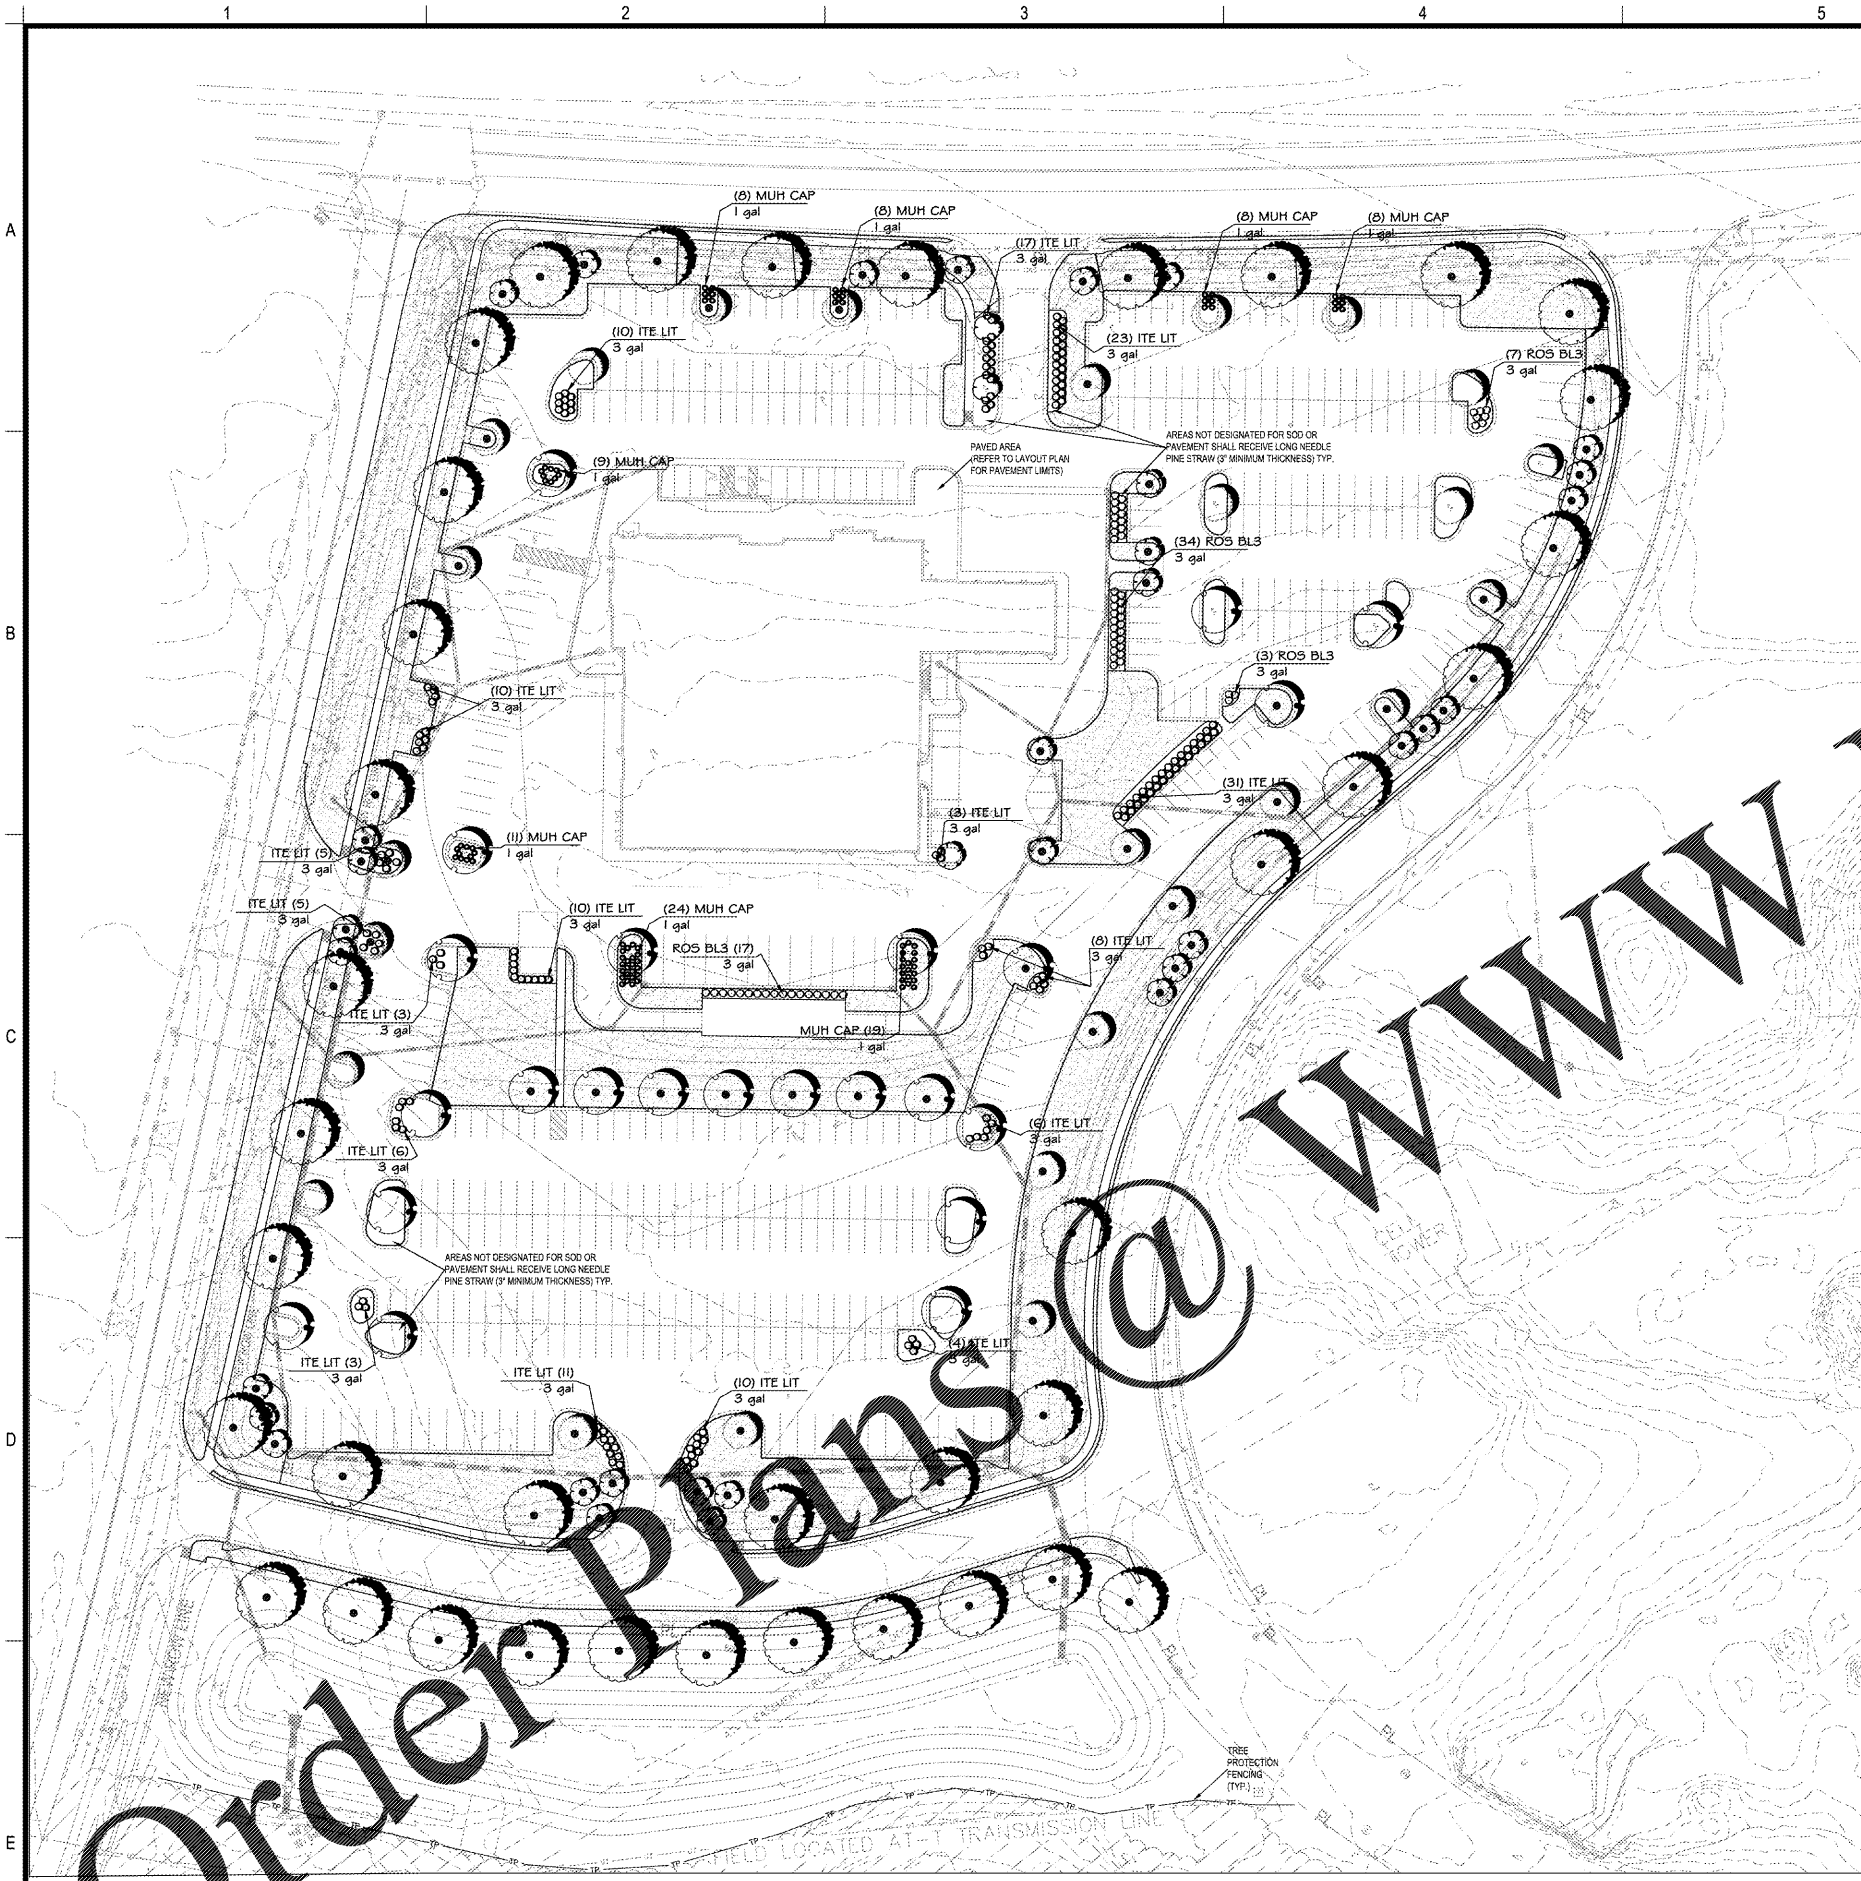 1 2 3 4 5
A
B
C
D
E
(8) MUH CAP
1 gal
(8) MUH CAP
1 gal
(17) ITE LIT
3 gal
(8) MUH CAP
1 gal
(8) MUH CAP
1 gal
(10) ITE LIT
3 gal
(23) ITE LIT
3 gal
(7) ROS BL3
3 gal
(9) MUH CAP
1 gal
PAVED AREA
(REFER TO LAYOUT PLAN
FOR PAVEMENT LIMITS)
AREAS NOT DESIGNATED FOR SOD OR
PAVEMENT SHALL RECEIVE LONG NEEDLE
PINE STRAW (3" MINIMUM THICKNESS) TYP.
(34) ROS BL3
3 gal
(3) ROS BL3
3 gal
(10) ITE LIT
3 gal
(31) ITE LIT
3 gal
(3) ITE LIT
3 gal
(11) MUH CAP
1 gal
ITE LIT (5)
3 gal
ITE LIT (5)
3 gal
(10) ITE LIT
3 gal
(24) MUH CAP
1 gal
ROS BL3 (17)
3 gal
(8) ITE LIT
3 gal
ITE LIT (3)
3 gal
MUH CAP (19)
1 gal
(6) ITE LIT
3 gal
ITE LIT (6)
3 gal
CELL
TOWER
AREAS NOT DESIGNATED FOR SOD OR
PAVEMENT SHALL RECEIVE LONG NEEDLE
PINE STRAW (3" MINIMUM THICKNESS) TYP.
(4) ITE LIT
3 gal
ITE LIT (3)
3 gal
ITE LIT (11)
3 gal
(10) ITE LIT
3 gal
TREE
PROTECTION
FENCING
(TYP.)
FIELD LOCATED AT-T TRANSMISSION LINE
Order Plans @ www